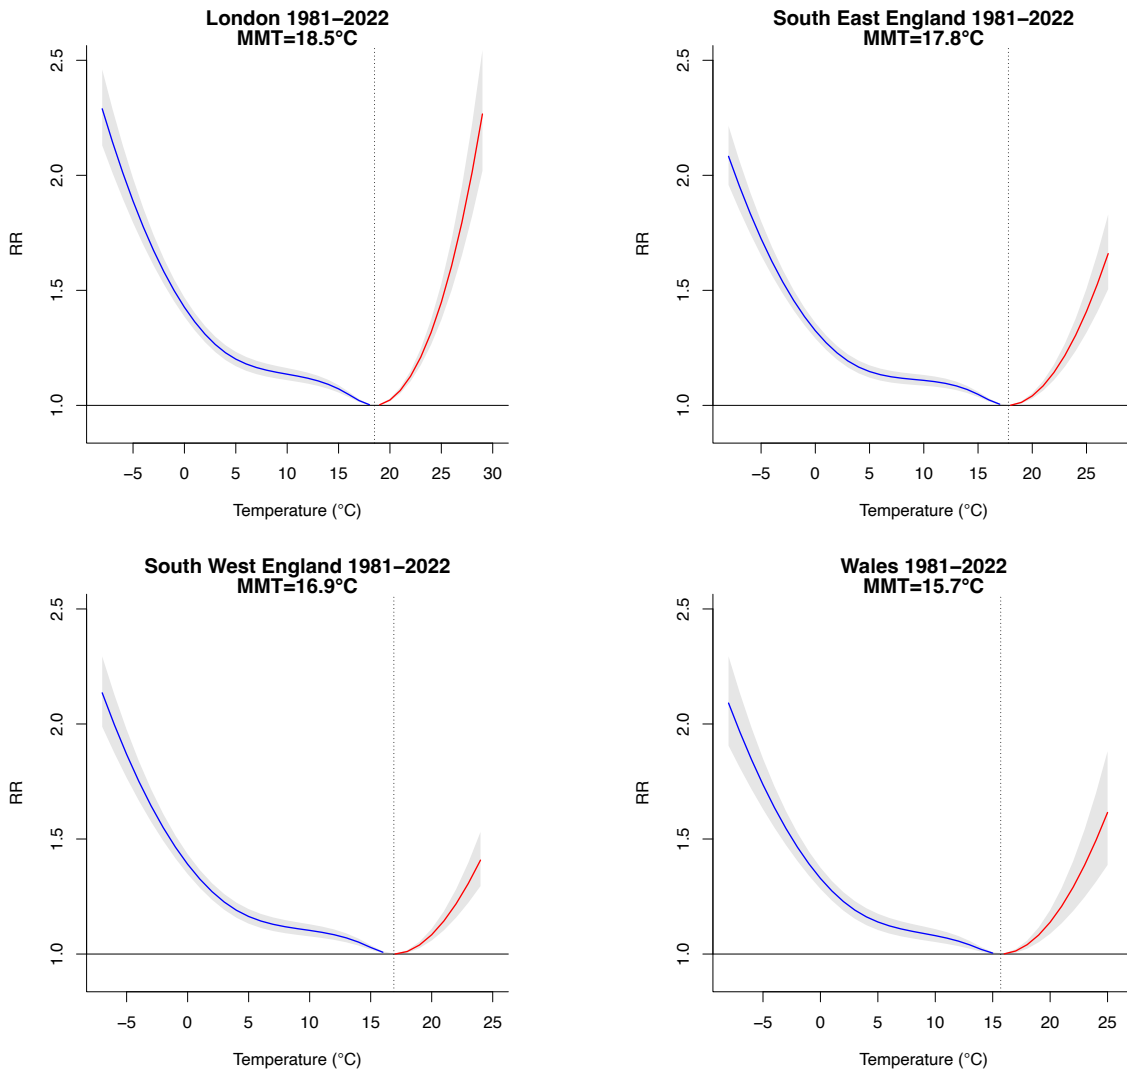 London 1981–2022
MMT=18.5°C
RR
2.5
2.0
1.5
1.0
−5 0 5 10 15 20 25 30
Temperature (°C)
South East England 1981–2022
MMT=17.8°C
RR
2.5
2.0
1.5
1.0
−5 0 5 10 15 20 25
Temperature (°C)
South West England 1981–2022
MMT=16.9°C
RR
2.5
2.0
1.5
1.0
−5 0 5 10 15 20 25
Temperature (°C)
Wales 1981–2022
MMT=15.7°C
RR
2.5
2.0
1.5
1.0
−5 0 5 10 15 20 25
Temperature (°C)